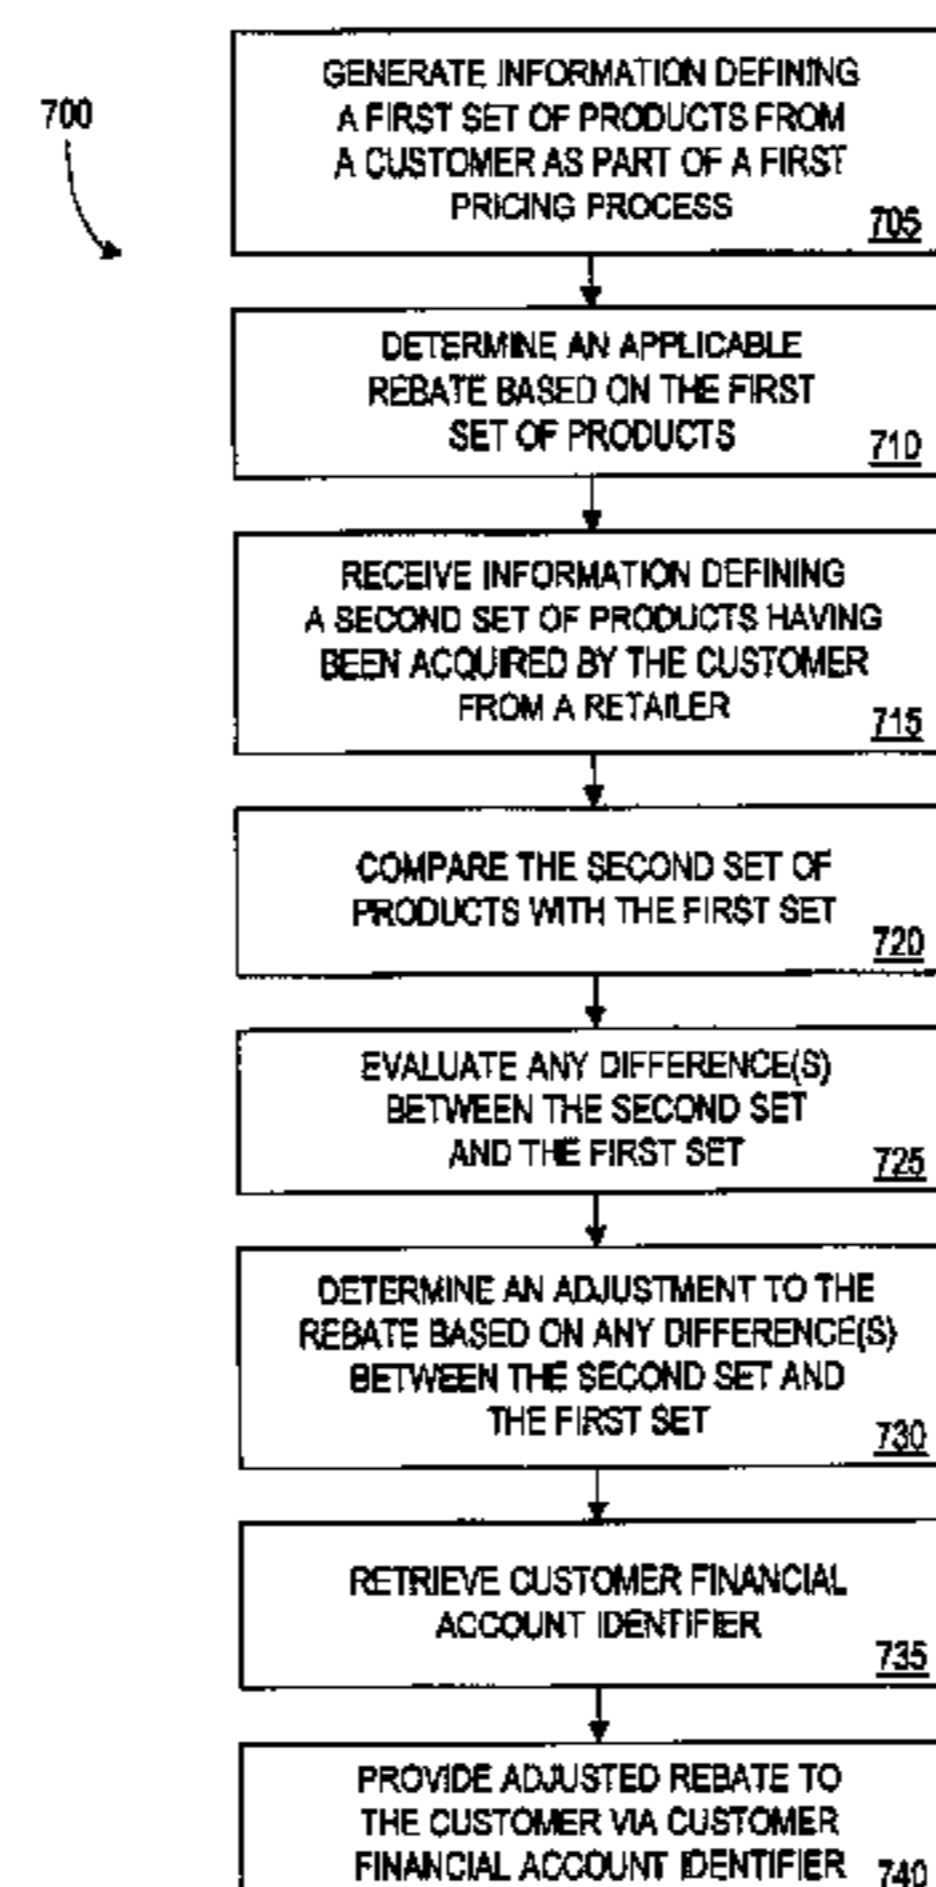 700
GENERATE INFORMATION DEFINING
A FIRST SET OF PRODUCTS FROM
A CUSTOMER AS PART OF A FIRST
PRICING PROCESS
705
DETERMINE AN APPLICABLE
REBATE BASED ON THE FIRST
SET OF PRODUCTS
710
RECEIVE INFORMATION DEFINING
A SECOND SET OF PRODUCTS HAVING
BEEN ACQUIRED BY THE CUSTOMER
FROM A RETAILER
715
COMPARE THE SECOND SET OF
PRODUCTS WITH THE FIRST SET
720
EVALUATE ANY DIFFERENCE(S)
BETWEEN THE SECOND SET
AND THE FIRST SET
725
DETERMINE AN ADJUSTMENT TO THE
REBATE BASED ON ANY DIFFERENCE(S)
BETWEEN THE SECOND SET AND
THE FIRST SET
730
RETRIEVE CUSTOMER FINANCIAL
ACCOUNT IDENTIFIER
735
PROVIDE ADJUSTED REBATE TO
THE CUSTOMER VIA CUSTOMER
FINANCIAL ACCOUNT IDENTIFIER
740